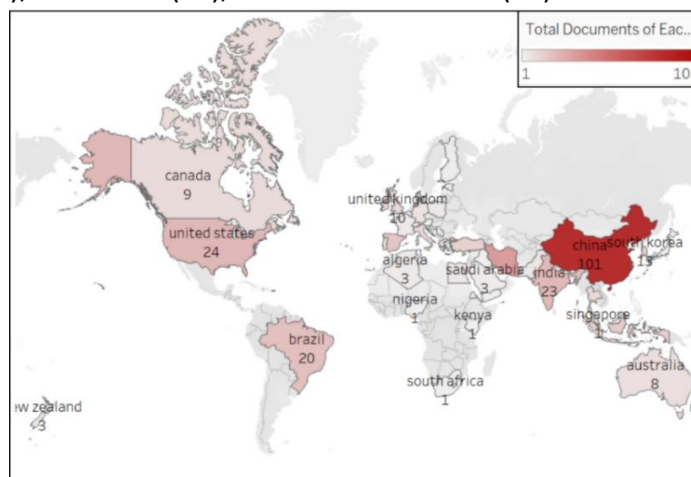 Total Documents of Eac..
1 10
canada
9
united kingdom
10
united states
24
china
101
south korea
13
algeria
3
saudi arabia
3
india
23
nigeria
1
kenya
1
singapore
1
brazil
20
south africa
1
australia
8
ew zealand
3